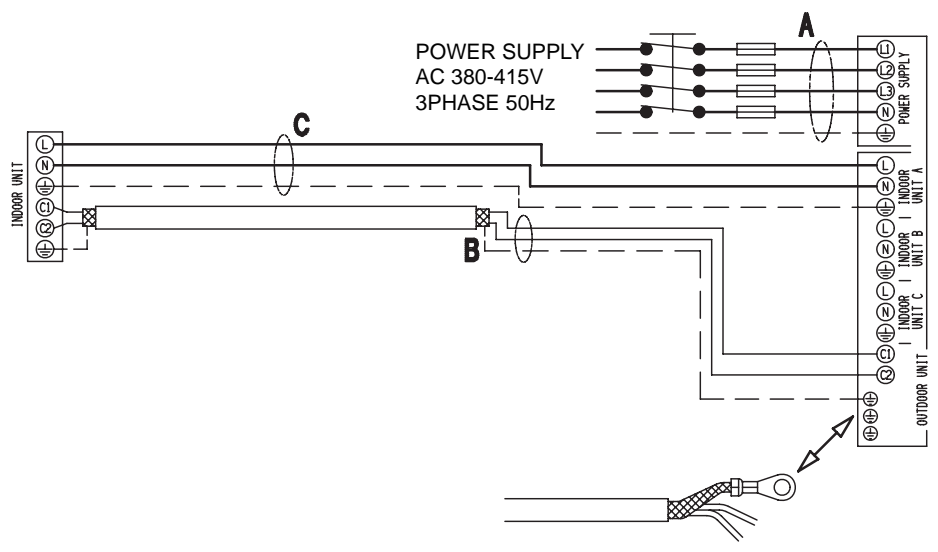 A
POWER SUPPLY
AC 380-415V
3PHASE 50Hz
L1
L2
L3
N
POWER SUPPLY
C
L
N
C1
C2
INDOOR UNIT
B
L
N
INDOOR
UNIT A
L
N
INDOOR
UNIT B
L
N
INDOOR
UNIT C
C1
C2
OUTDOOR UNIT